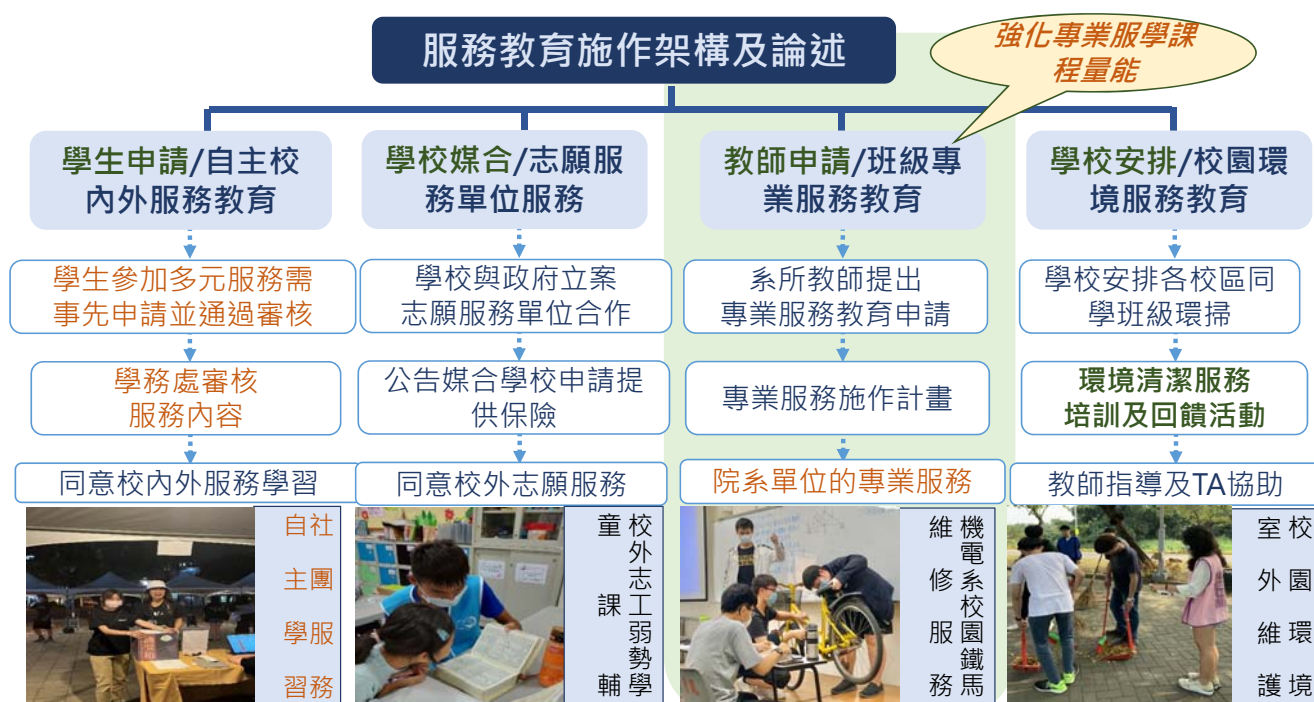 服務教育施作架構及論述
強化專業服學課
程量能
學生申請/自主校
內外服務教育
學生參加多元服務需
事先申請並通過審核
學務處審核
服務內容
同意校內外服務學習
社團服務
自主學習
學校媒合/志願服
務單位服務
學校與政府立案
志願服務單位合作
公告媒合學校申請提
供保險
同意校外志願服務
校外志工弱勢學
童課輔
教師申請/班級專
業服務教育
系所教師提出
專業服務教育申請
專業服務施作計畫
院系單位的專業服務
機電系校園鐵馬
維修服務
學校安排/校園環
境服務教育
學校安排各校區同
學班級環掃
環境清潔服務
培訓及回饋活動
教師指導及TA協助
校園環境
室外維護